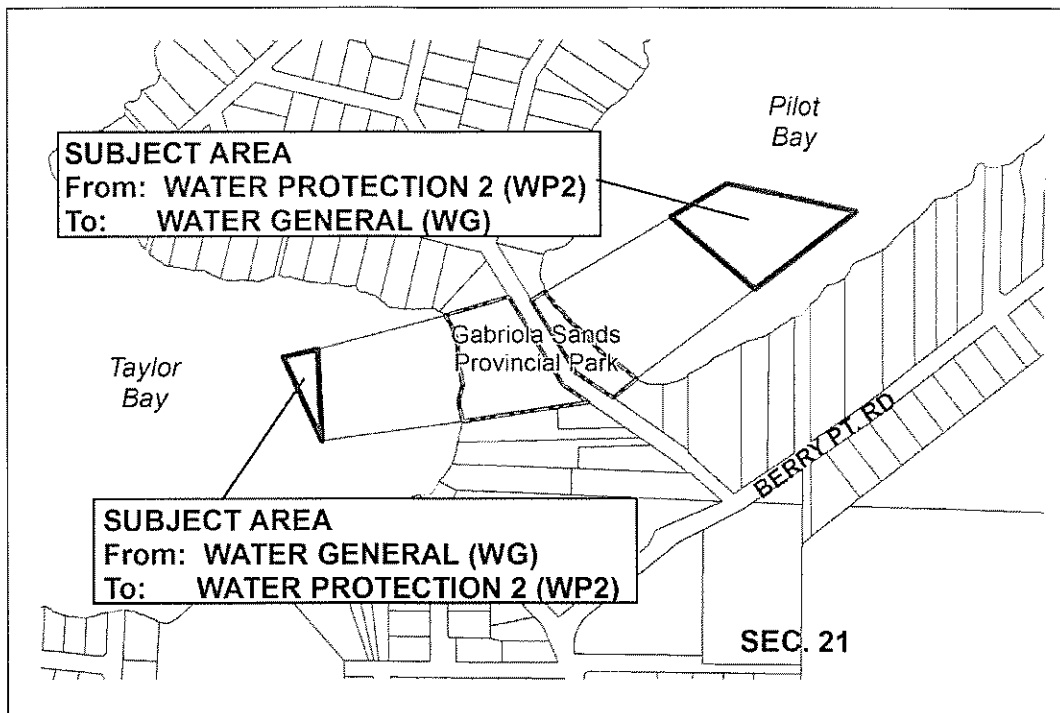 Pilot
Bay
SUBJECT AREA
From: WATER PROTECTION 2 (WP2)
To: WATER GENERAL (WG)
Gabriola Sands
Provincial Park
Taylor
Bay
BERRY PT. RD
SUBJECT AREA
From: WATER GENERAL (WG)
To: WATER PROTECTION 2 (WP2)
SEC. 21